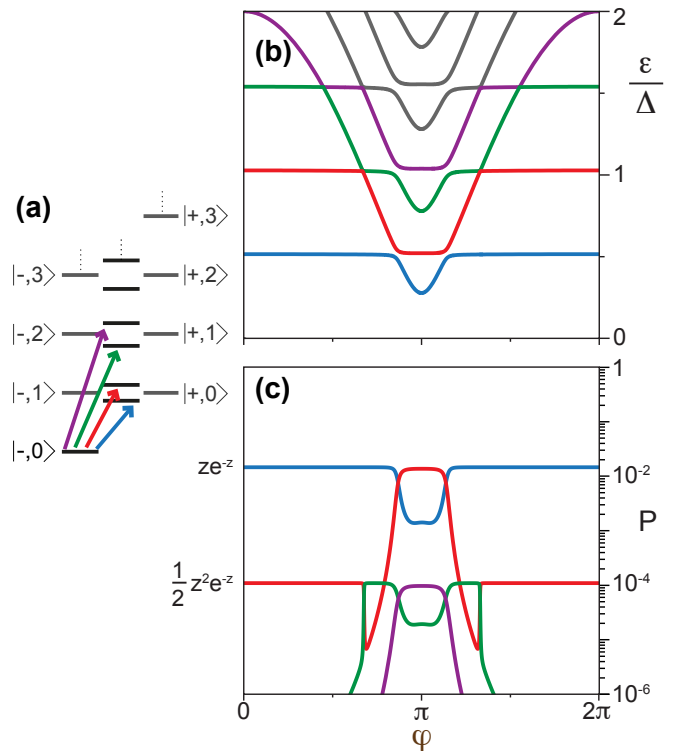 (a)
|+,3>
|-,3> |+,2>
|-,2> |+,1>
|-,1> |+,0>
|-,0>
(b)
2
ε
Δ
1
0
(c)
1
ze⁻ᶻ
10⁻²
P
½ z²e⁻ᶻ
10⁻⁴
10⁻⁶
0 π 2π
φ